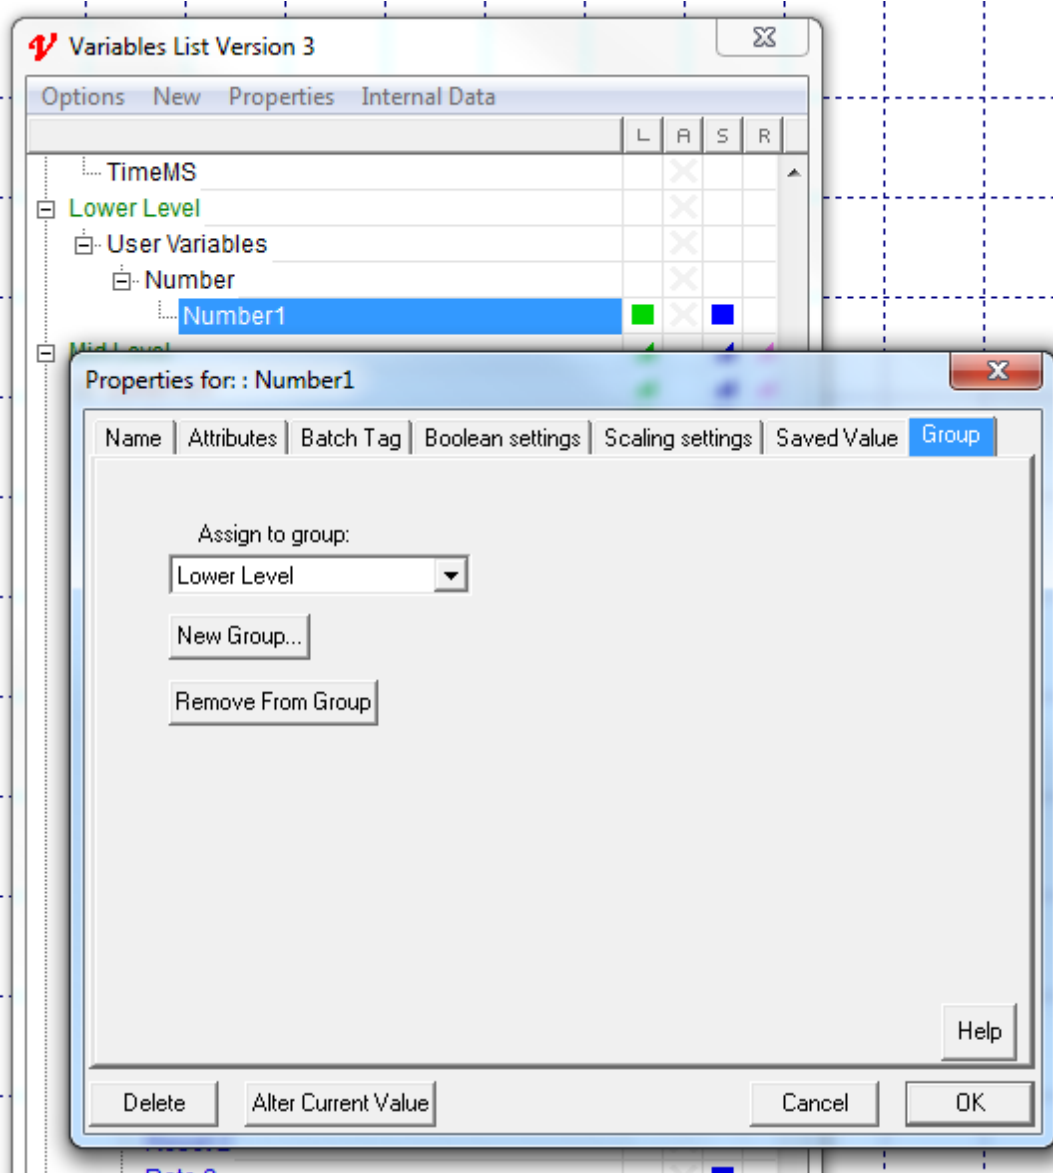 Variables List Version 3
Options New Properties Internal Data
L A S R
TimeMS
Lower Level
User Variables
Number
Number1
Mid Level
Properties for: : Number1
Name Attributes Batch Tag Boolean settings Scaling settings Saved Value Group
Assign to group:
Lower Level
New Group...
Remove From Group
Help
Delete Alter Current Value Cancel OK